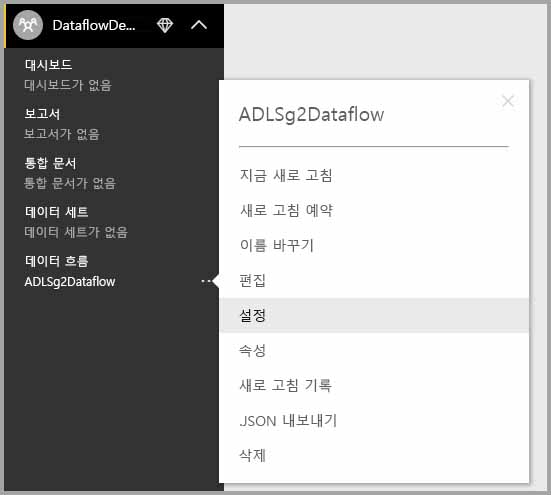 DataflowDe...
대시보드
대시보드가 없음
보고서
보고서가 없음
통합 문서
통합 문서가 없음
데이터 세트
데이터 세트가 없음
데이터 흐름
ADLSg2Dataflow
ADLSg2Dataflow
지금 새로 고침
새로 고침 예약
이름 바꾸기
편집
설정
속성
새로 고침 기록
.JSON 내보내기
삭제